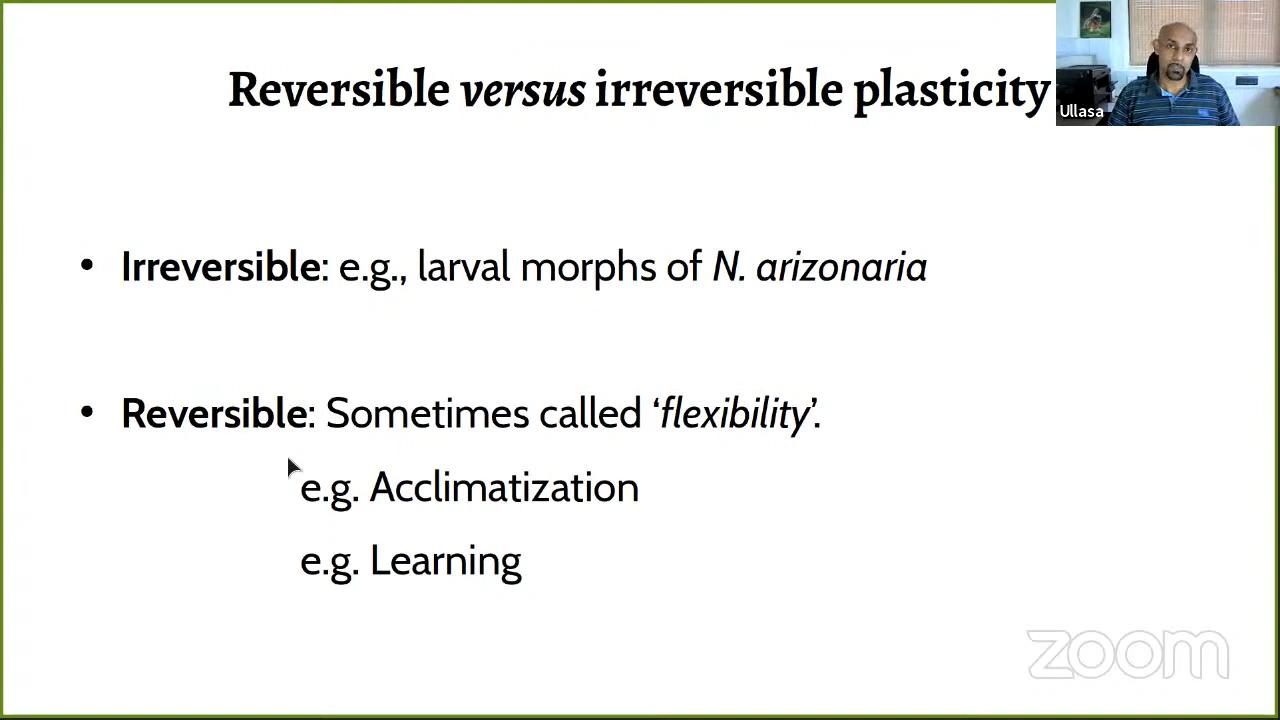 Reversible versus irreversible plasticity
Ullasa
• Irreversible: e.g., larval morphs of N. arizonaria
• Reversible: Sometimes called ‘flexibility’.
e.g. Acclimatization
e.g. Learning
zoom